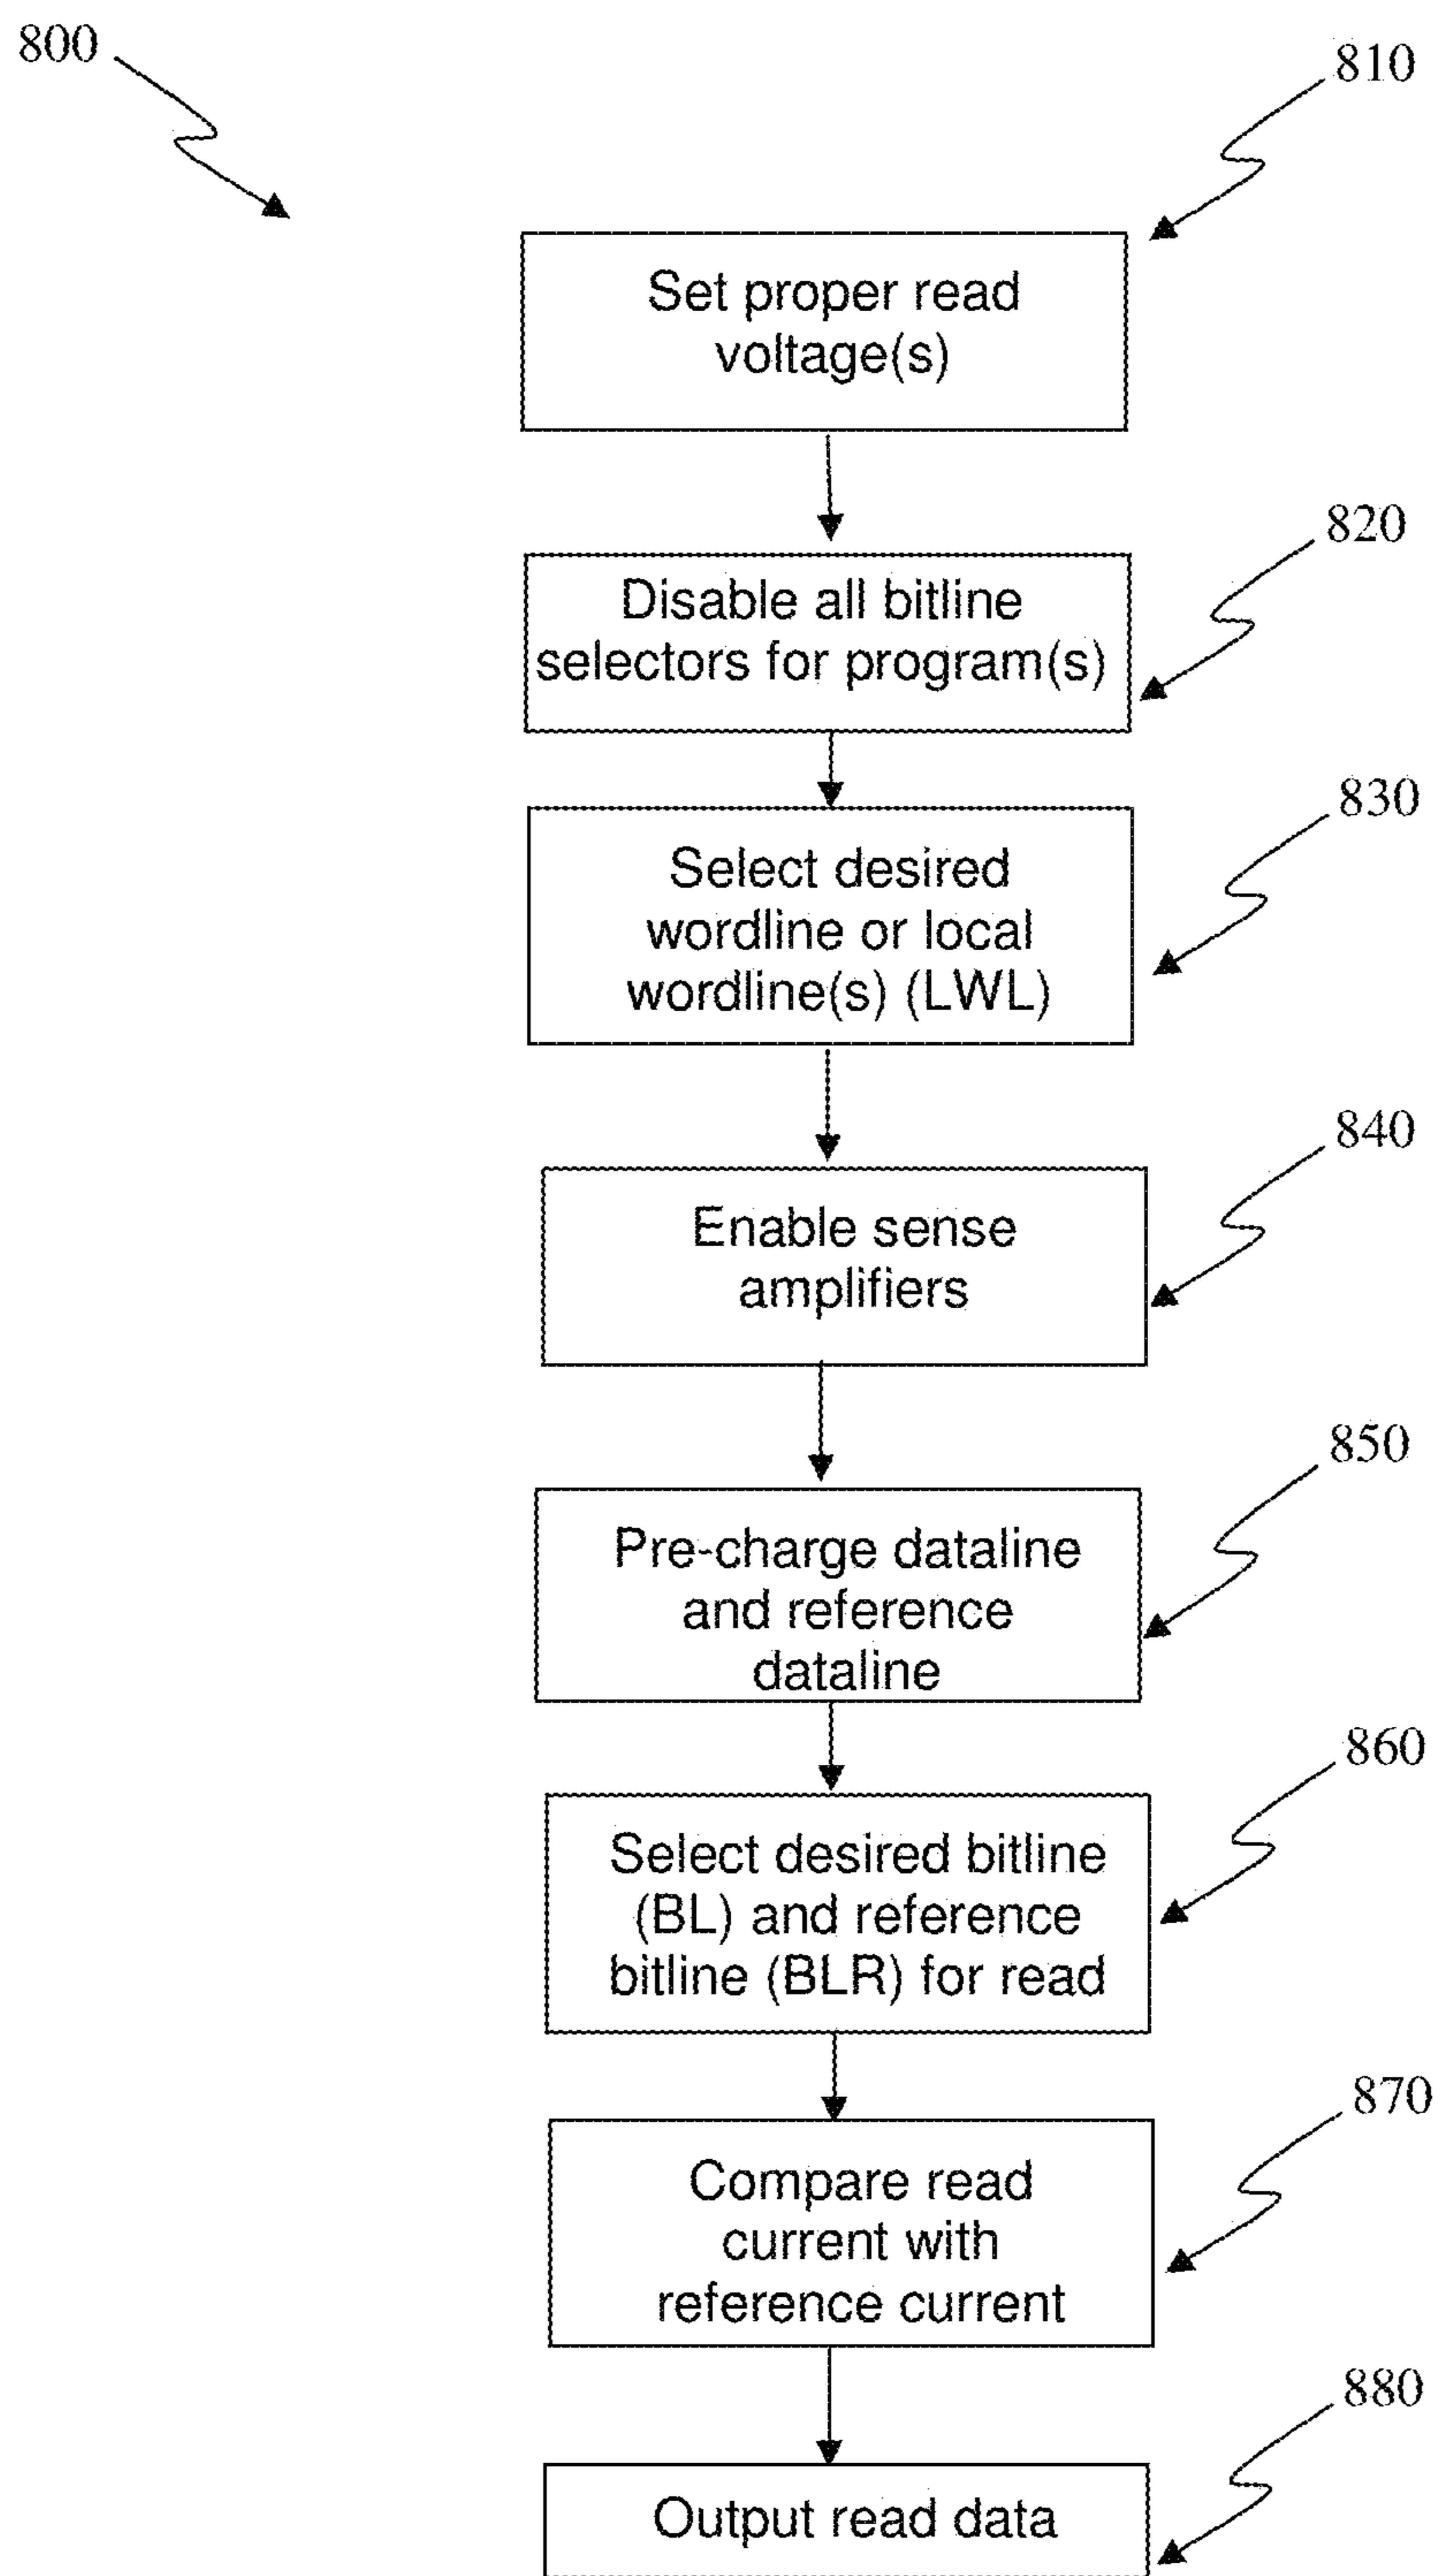 800
810
Set proper read
voltage(s)
820
Disable all bitline
selectors for program(s)
830
Select desired
wordline or local
wordline(s) (LWL)
840
Enable sense
amplifiers
850
Pre-charge dataline
and reference
dataline
860
Select desired bitline
(BL) and reference
bitline (BLR) for read
870
Compare read
current with
reference current
880
Output read data